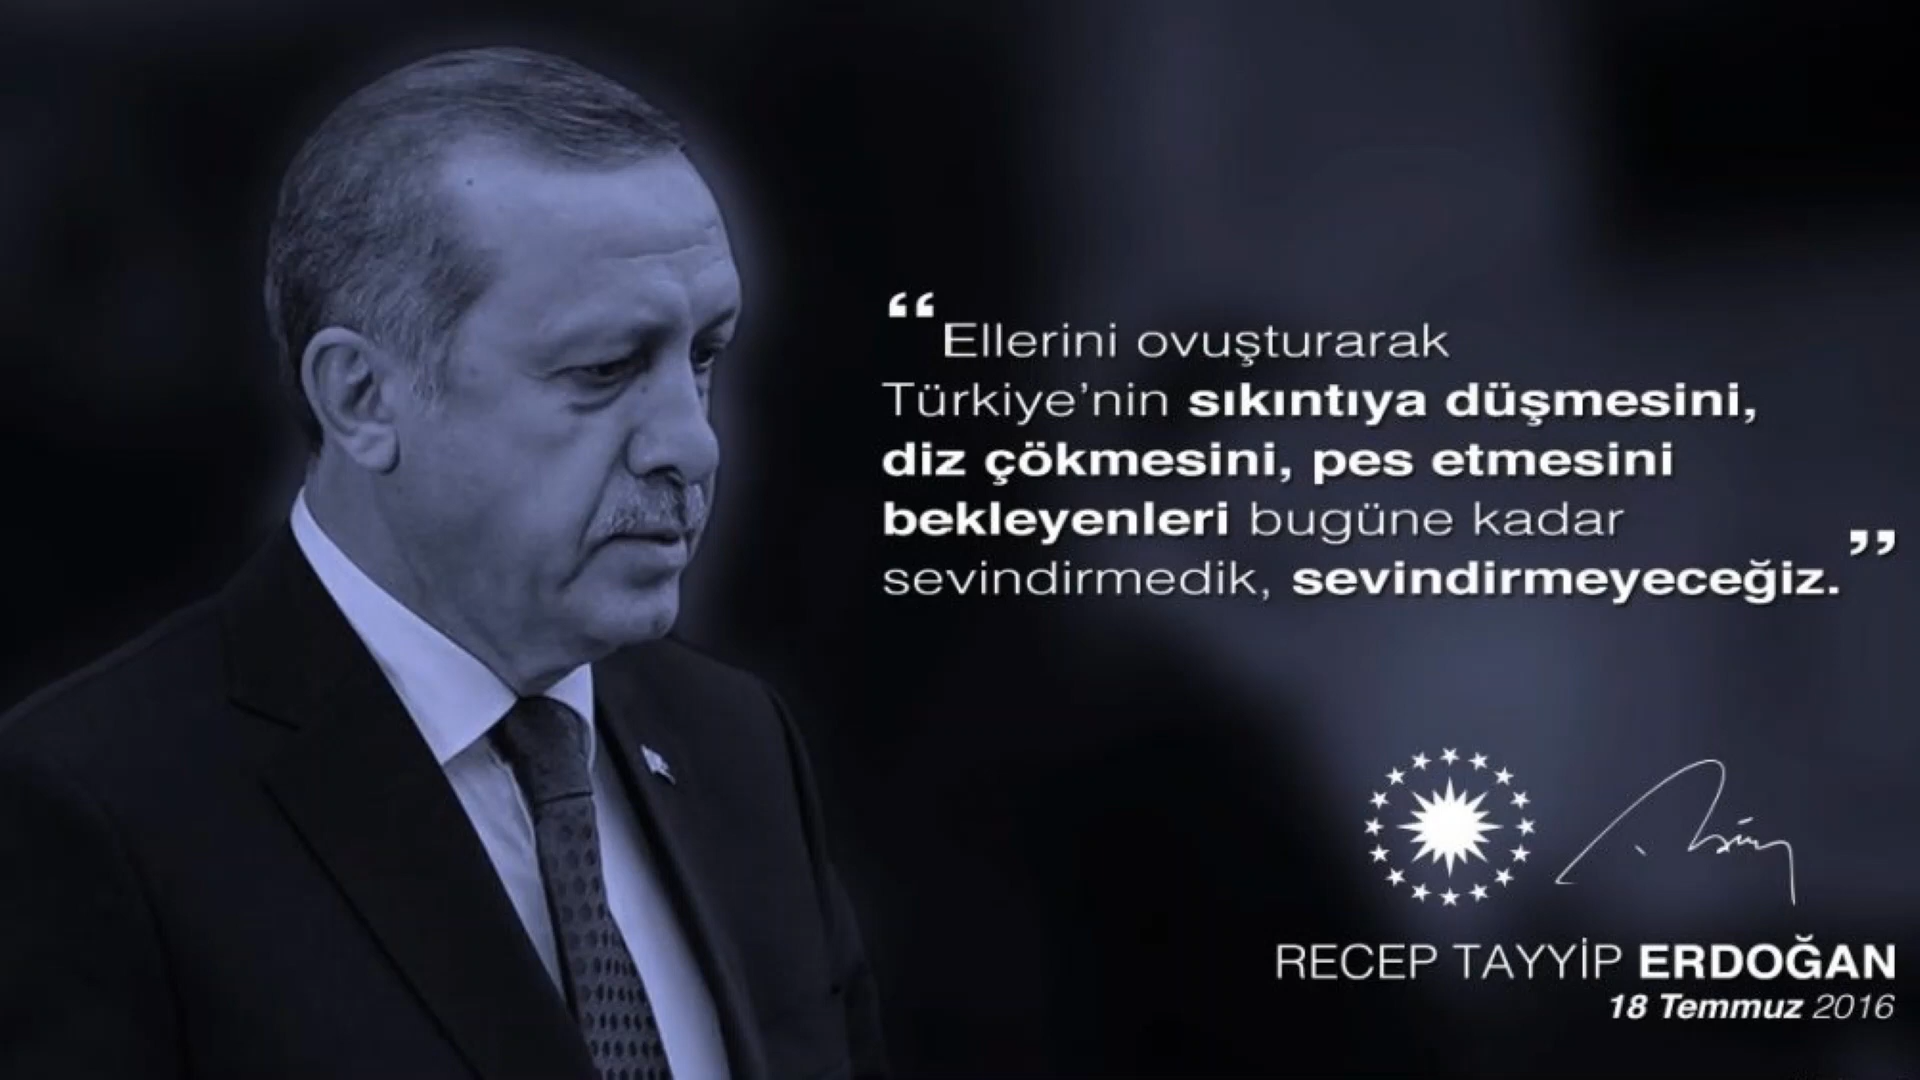 “Ellerini ovuşturarak
Türkiye’nin sıkıntıya düşmesini,
diz çökmesini, pes etmesini
bekleyenleri bugüne kadar
sevindirmedik, sevindirmeyeceğiz.”
RECEP TAYYİP ERDOĞAN
18 Temmuz 2016